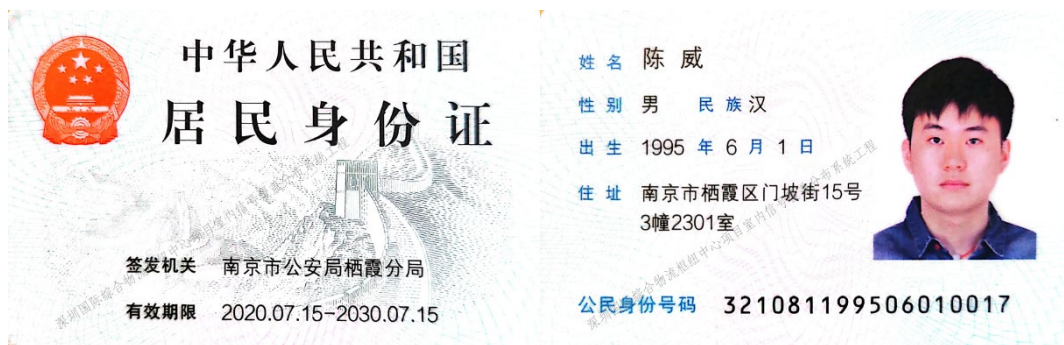 中华人民共和国
居民身份证
签发机关 南京市公安局栖霞分局
有效期限 2020.07.15-2030.07.15
姓名 陈威
性别 男 民族 汉
出生 1995 年 6 月 1 日
住址 南京市栖霞区门坡街15号
3幢2301室
公民身份号码 321081199506010017